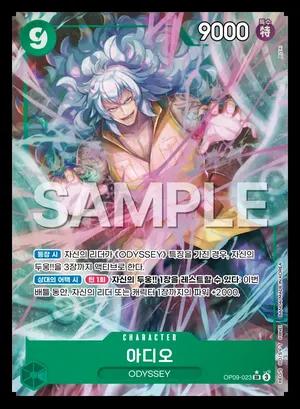 9
9000
특수
特
SAMPLE
등장 시 자신의 리더가 《ODYSSEY》 특징을 가진 경우, 자신의
두웅!!을 3장까지 액티브로 한다.
상대의 어택 시 턴 1회 자신의 두웅!!1장을 레스트할 수 있다: 이번
배틀 동안, 자신의 리더 또는 캐릭터 1장까지의 파워 +2000.
CHARACTER
아디오
ODYSSEY
OP09-023 SR 3